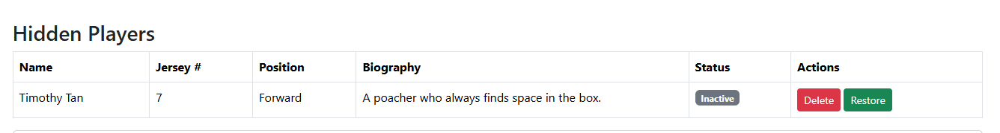 Hidden Players
Name Jersey # Position Biography Status Actions
Timothy Tan 7 Forward A poacher who always finds space in the box. Inactive Delete Restore